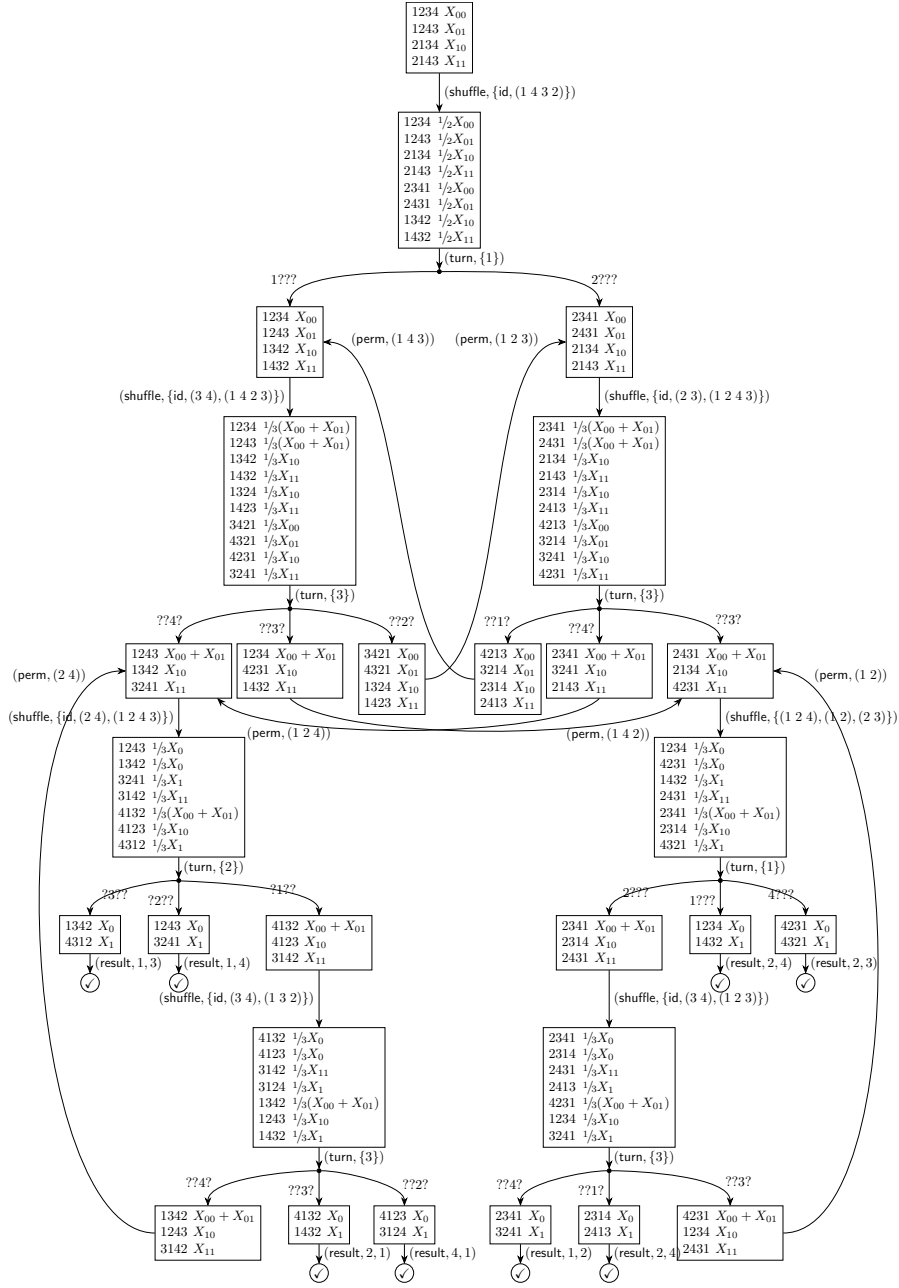 1234 X₀₀
1243 X₀₁
2134 X₁₀
2143 X₁₁
(shuffle, {id, (1 4 3 2)})
1234 ¹/₂X₀₀
1243 ¹/₂X₀₁
2134 ¹/₂X₁₀
2143 ¹/₂X₁₁
2341 ¹/₂X₀₀
2431 ¹/₂X₀₁
1342 ¹/₂X₁₀
1432 ¹/₂X₁₁
(turn, {1})
1???
2???
1234 X₀₀
1243 X₀₁
1342 X₁₀
1432 X₁₁
(perm, (1 4 3))
(perm, (1 2 3))
2341 X₀₀
2431 X₀₁
2134 X₁₀
2143 X₁₁
(shuffle, {id, (3 4), (1 4 2 3)})
(shuffle, {id, (2 3), (1 2 4 3)})
1234 ¹/₃(X₀₀ + X₀₁)
1243 ¹/₃(X₀₀ + X₀₁)
1342 ¹/₃X₁₀
1432 ¹/₃X₁₁
1324 ¹/₃X₁₀
1423 ¹/₃X₁₁
3421 ¹/₃X₀₀
4321 ¹/₃X₀₁
4231 ¹/₃X₁₀
3241 ¹/₃X₁₁
2341 ¹/₃(X₀₀ + X₀₁)
2431 ¹/₃(X₀₀ + X₀₁)
2134 ¹/₃X₁₀
2143 ¹/₃X₁₁
2314 ¹/₃X₁₀
2413 ¹/₃X₁₁
4213 ¹/₃X₀₀
3214 ¹/₃X₀₁
3241 ¹/₃X₁₀
4231 ¹/₃X₁₁
(turn, {3})
(turn, {3})
??4?
??3?
??2?
??1?
??4?
??3?
(perm, (2 4))
1243 X₀₀ + X₀₁
1342 X₁₀
3241 X₁₁
1234 X₀₀ + X₀₁
4231 X₁₀
1432 X₁₁
3421 X₀₀
4321 X₀₁
1324 X₁₀
1423 X₁₁
4213 X₀₀
3214 X₀₁
2314 X₁₀
2413 X₁₁
2341 X₀₀ + X₀₁
3241 X₁₀
2143 X₁₁
2431 X₀₀ + X₀₁
2134 X₁₀
4231 X₁₁
(perm, (1 2))
(shuffle, {id, (2 4), (1 2 4 3)})
(perm, (1 2 4))
(perm, (1 4 2))
(shuffle, {(1 2 4), (1 2), (2 3)})
1243 ¹/₃X₀
1342 ¹/₃X₀
3241 ¹/₃X₁
3142 ¹/₃X₁₁
4132 ¹/₃(X₀₀ + X₀₁)
4123 ¹/₃X₁₀
4312 ¹/₃X₁
1234 ¹/₃X₀
4231 ¹/₃X₀
1432 ¹/₃X₁
2431 ¹/₃X₁₁
2341 ¹/₃(X₀₀ + X₀₁)
2314 ¹/₃X₁₀
4321 ¹/₃X₁
(turn, {2})
(turn, {1})
?3??
?2??
?1??
2???
1???
4???
1342 X₀
4312 X₁
1243 X₀
3241 X₁
4132 X₀₀ + X₀₁
4123 X₁₀
3142 X₁₁
2341 X₀₀ + X₀₁
2314 X₁₀
2431 X₁₁
1234 X₀
1432 X₁
4231 X₀
4321 X₁
(result, 1, 3)
(result, 1, 4)
(result, 2, 4)
(result, 2, 3)
✓
✓
✓
✓
(shuffle, {id, (3 4), (1 3 2)})
(shuffle, {id, (3 4), (1 2 3)})
4132 ¹/₃X₀
4123 ¹/₃X₀
3142 ¹/₃X₁₁
3124 ¹/₃X₁
1342 ¹/₃(X₀₀ + X₀₁)
1243 ¹/₃X₁₀
1432 ¹/₃X₁
2341 ¹/₃X₀
2314 ¹/₃X₀
2431 ¹/₃X₁₁
2413 ¹/₃X₁
4231 ¹/₃(X₀₀ + X₀₁)
1234 ¹/₃X₁₀
3241 ¹/₃X₁
(turn, {3})
(turn, {3})
??4?
??3?
??2?
??4?
??1?
??3?
1342 X₀₀ + X₀₁
1243 X₁₀
3142 X₁₁
4132 X₀
1432 X₁
4123 X₀
3124 X₁
2341 X₀
3241 X₁
2314 X₀
2413 X₁
4231 X₀₀ + X₀₁
1234 X₁₀
2431 X₁₁
(result, 2, 1)
(result, 4, 1)
(result, 1, 2)
(result, 2, 4)
✓
✓
✓
✓